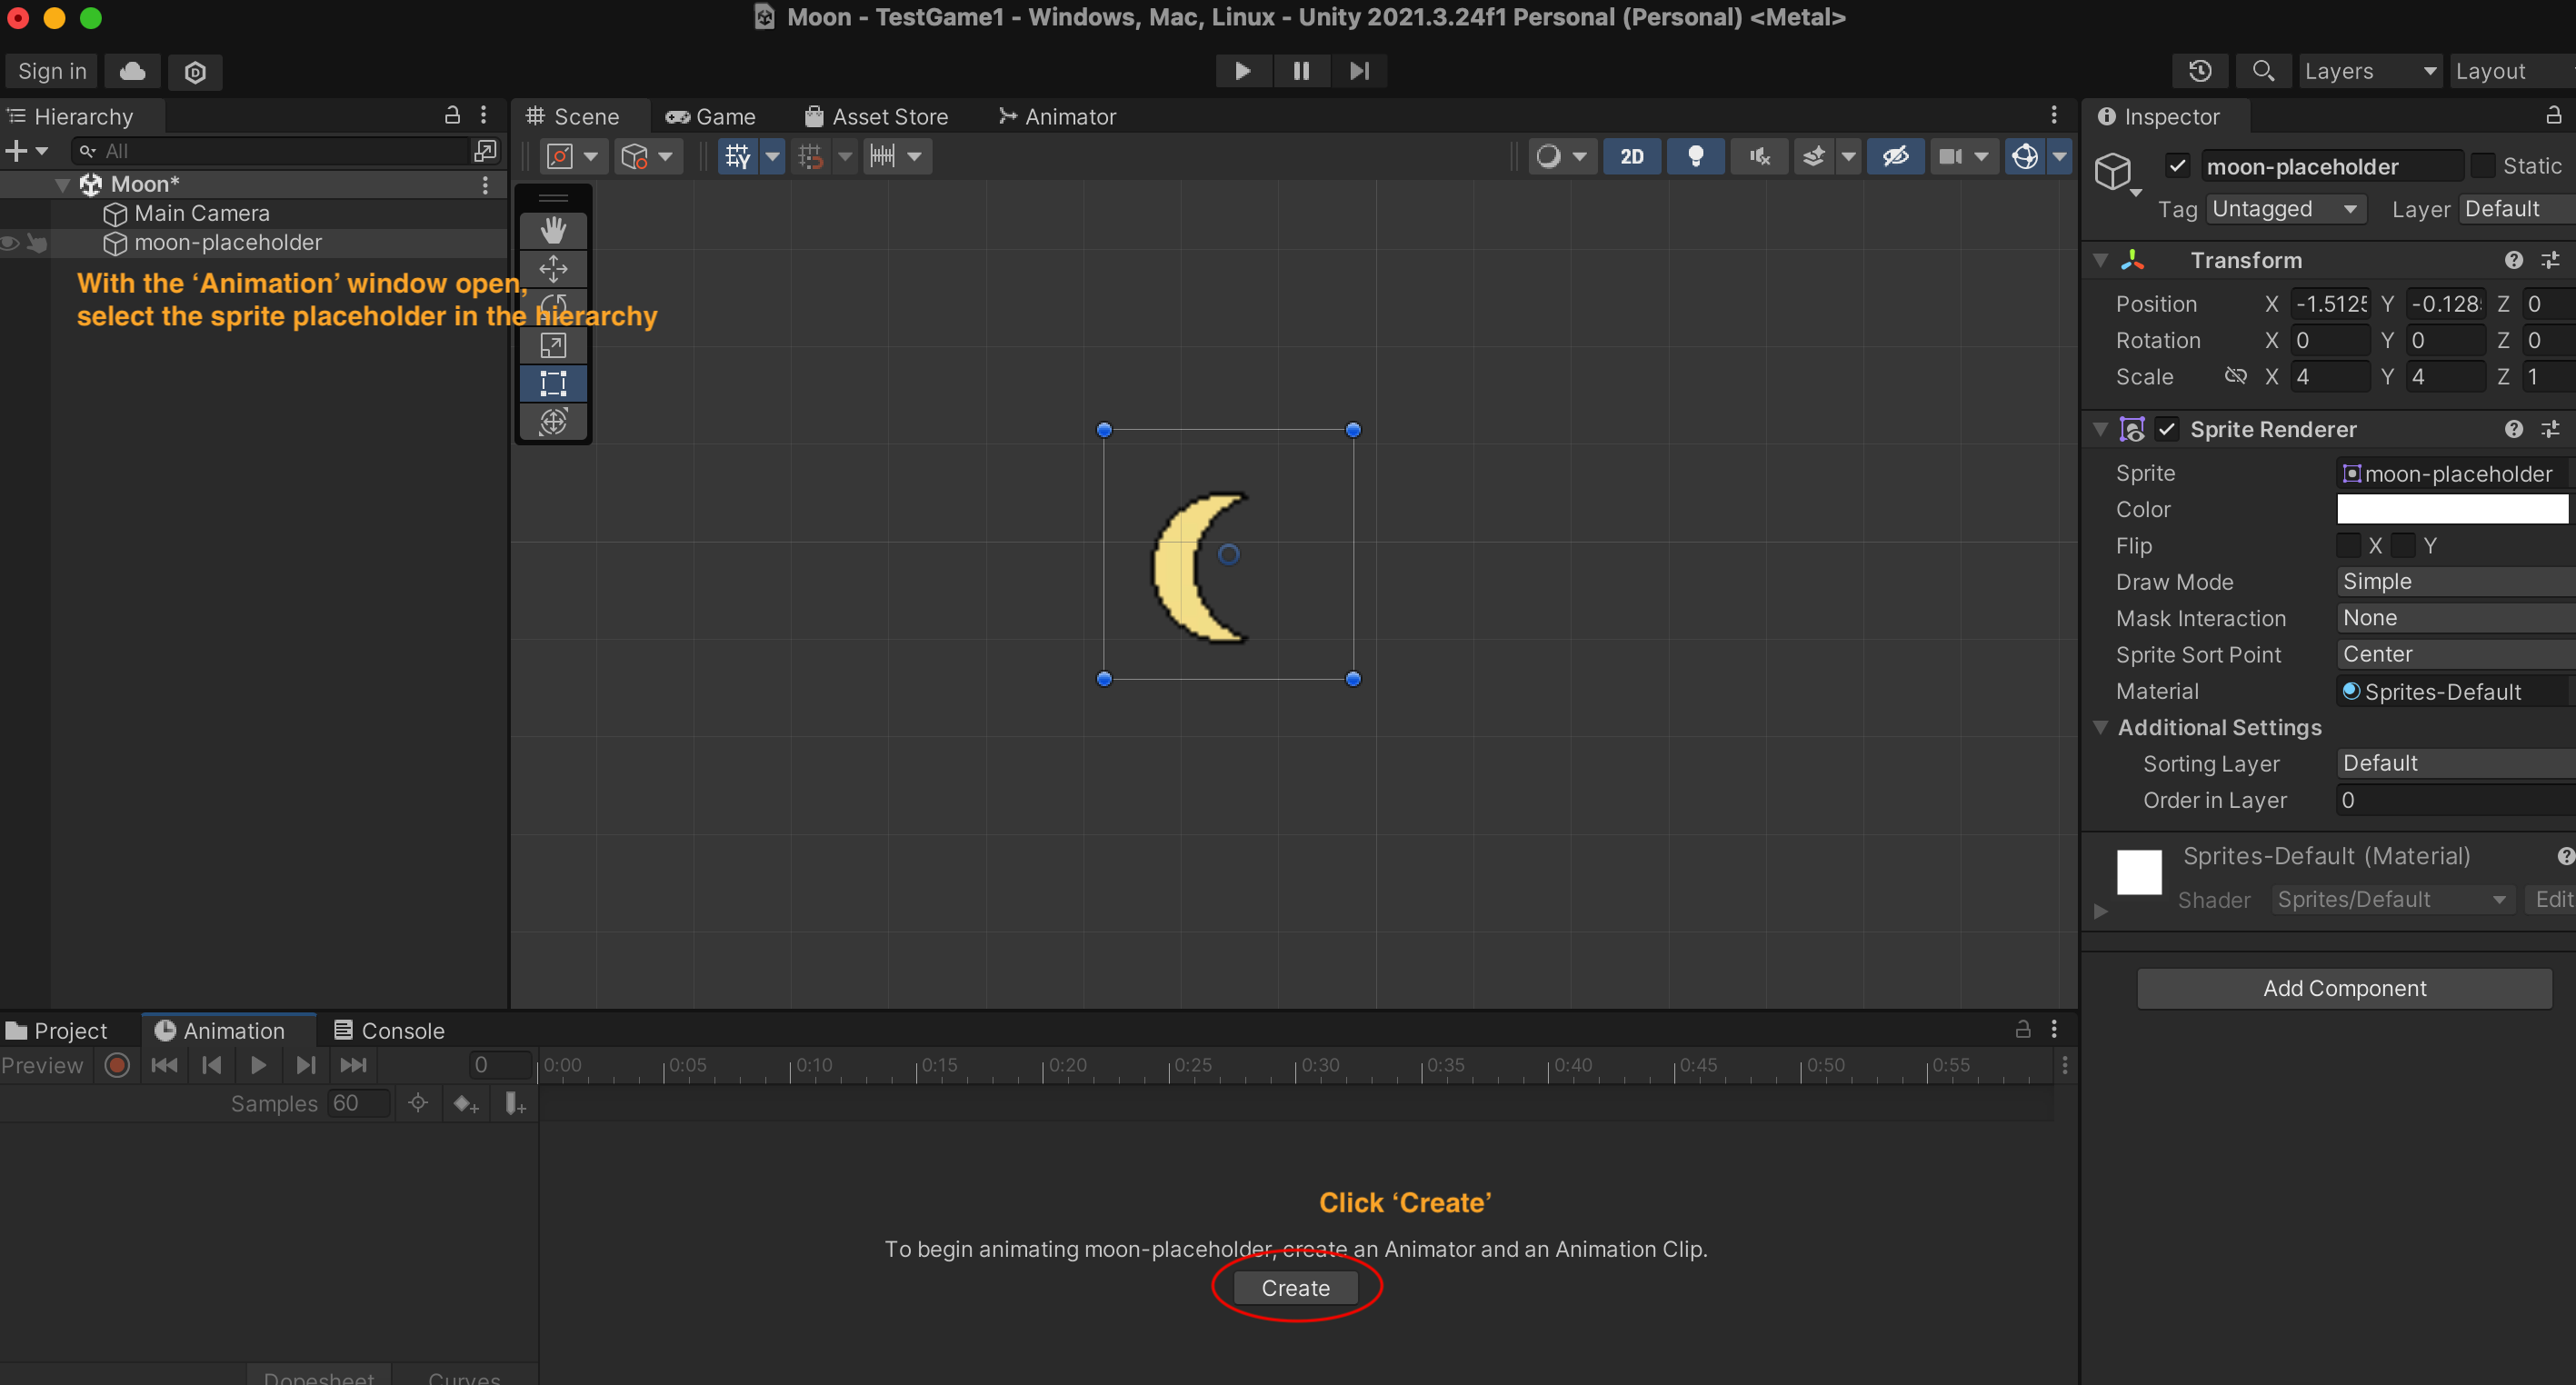 Moon - TestGame1 - Windows, Mac, Linux - Unity 2021.3.24f1 Personal (Personal) <Metal>
Sign in
Layers
Layout
Hierarchy
Scene
Game
Asset Store
Animator
Inspector
All
2D
moon-placeholder
Static
Moon*
Main Camera
moon-placeholder
Tag Untagged
Layer Default
With the ‘Animation’ window open,
select the sprite placeholder in the hierarchy
Transform
Position X -1.5125 Y -0.128 Z 0
Rotation X 0 Y 0 Z 0
Scale X 4 Y 4 Z 1
Sprite Renderer
Sprite moon-placeholder
Color
Flip X Y
Draw Mode Simple
Mask Interaction None
Sprite Sort Point Center
Material Sprites-Default
Additional Settings
Sorting Layer Default
Order in Layer 0
Sprites-Default (Material)
Shader Sprites/Default Edit
Add Component
Project
Animation
Console
Preview
0
0:00 0:05 0:10 0:15 0:20 0:25 0:30 0:35 0:40 0:45 0:50 0:55
Samples 60
Click ‘Create’
To begin animating moon-placeholder, create an Animator and an Animation Clip.
Create
Dopesheet Curves